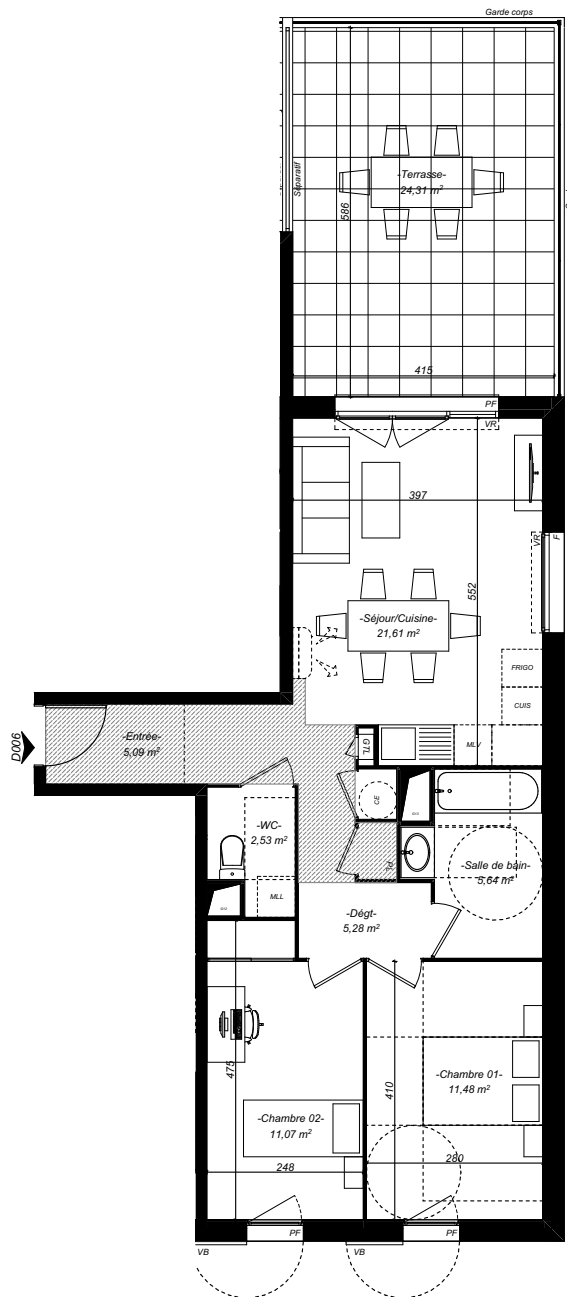 Garde corps
Séparatif
-Terrasse-
24,31 m²
586
415
PF
VR
397
552
VR
F
-Séjour/Cuisine-
21,61 m²
FRIGO
CUIS
MLV
GTL
D006
-Entrée-
5,09 m²
CE
-WC-
2,53 m²
PL
-Salle de bain-
5,64 m²
MLL
-Dégt-
5,28 m²
475
410
-Chambre 01-
11,48 m²
-Chambre 02-
11,07 m²
248
280
PF
PF
VB
VB